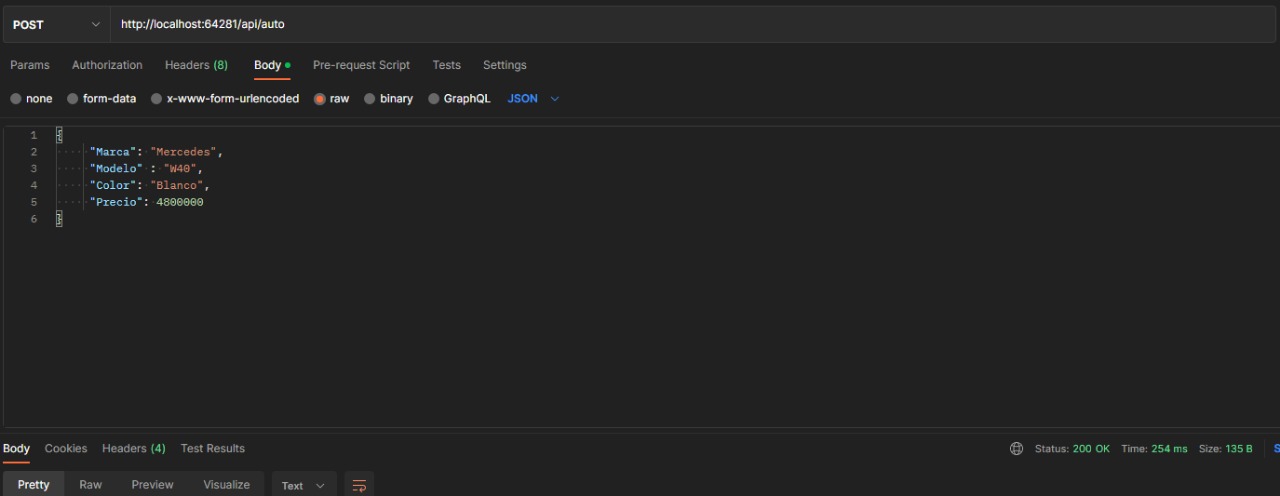 POST http://localhost:64281/api/auto
Params Authorization Headers (8) Body Pre-request Script Tests Settings
none form-data x-www-form-urlencoded raw binary GraphQL JSON
1 {
2 "Marca": "Mercedes",
3 "Modelo" : "W40",
4 "Color": "Blanco",
5 "Precio": 4800000
6 }
Body Cookies Headers (4) Test Results Status: 200 OK Time: 254 ms Size: 135 B S
Pretty Raw Preview Visualize Text